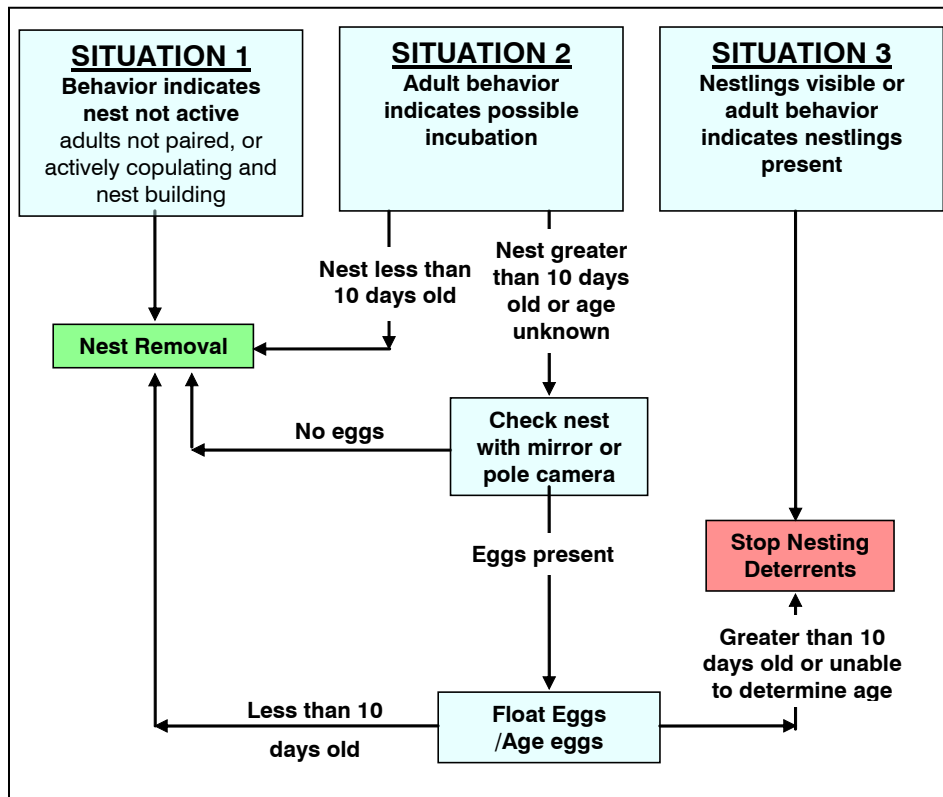 SITUATION 1
Behavior indicates
nest not active
adults not paired, or
actively copulating and
nest building
SITUATION 2
Adult behavior
indicates possible
incubation
SITUATION 3
Nestlings visible or
adult behavior
indicates nestlings
present
Nest less than
10 days old
Nest greater
than 10 days
old or age
unknown
Nest Removal
No eggs
Check nest
with mirror or
pole camera
Eggs present
Stop Nesting
Deterrents
Greater than 10
days old or unable
to determine age
Less than 10
days old
Float Eggs
/Age eggs